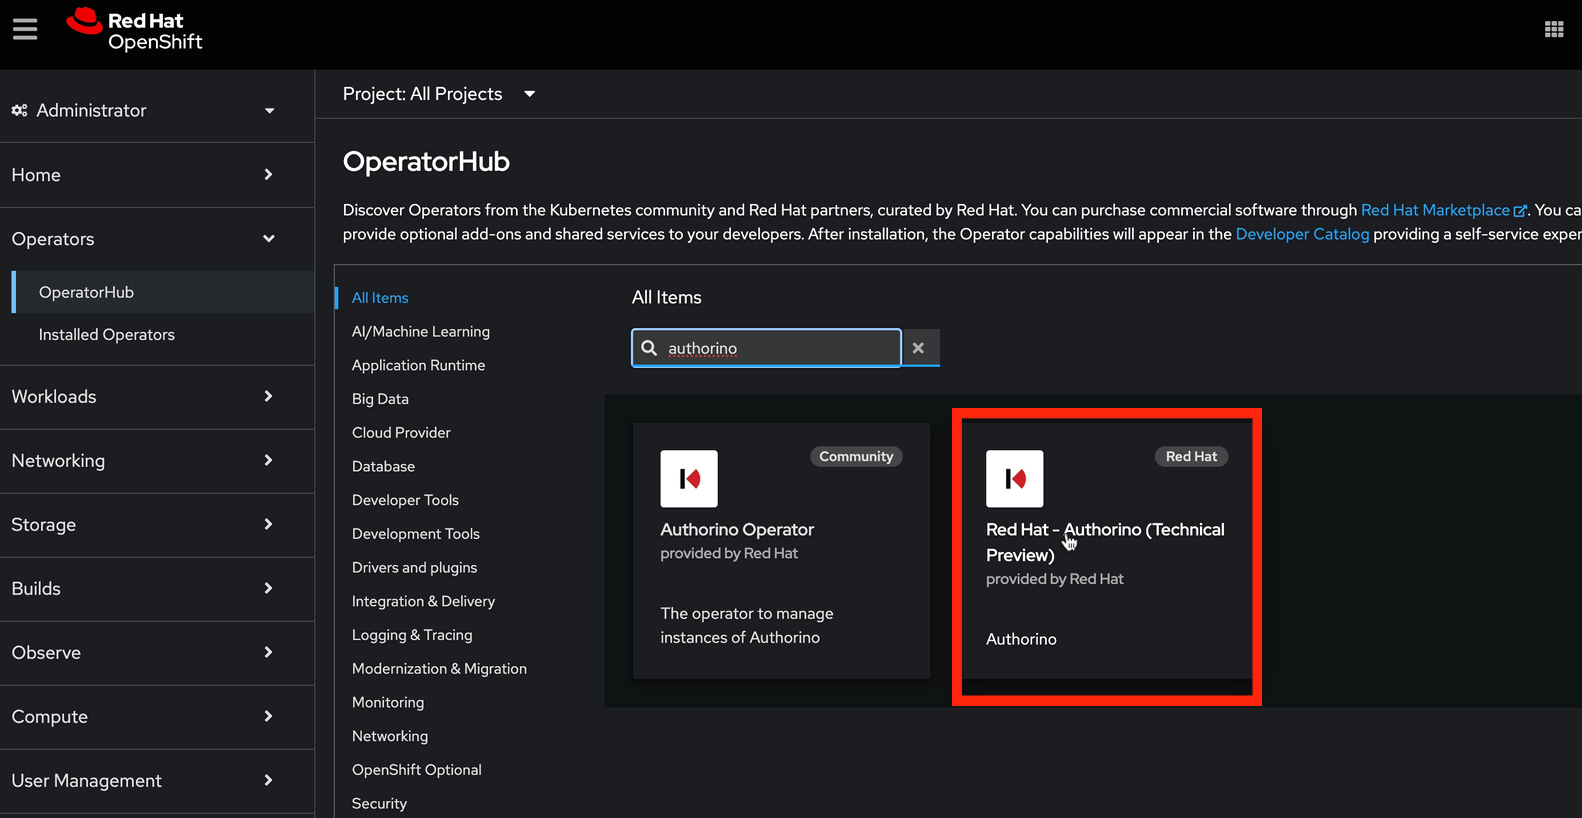 Red Hat
OpenShift
Administrator
Home
Operators
OperatorHub
Installed Operators
Workloads
Networking
Storage
Builds
Observe
Compute
User Management
Project: All Projects
OperatorHub
Discover Operators from the Kubernetes community and Red Hat partners, curated by Red Hat. You can purchase commercial software through Red Hat Marketplace. You ca
provide optional add-ons and shared services to your developers. After installation, the Operator capabilities will appear in the Developer Catalog providing a self-service exper
All Items
AI/Machine Learning
Application Runtime
Big Data
Cloud Provider
Database
Developer Tools
Development Tools
Drivers and plugins
Integration & Delivery
Logging & Tracing
Modernization & Migration
Monitoring
Networking
OpenShift Optional
Security
All Items
authorino
Community
Authorino Operator
provided by Red Hat
The operator to manage
instances of Authorino
Red Hat
Red Hat - Authorino (Technical
Preview)
provided by Red Hat
Authorino